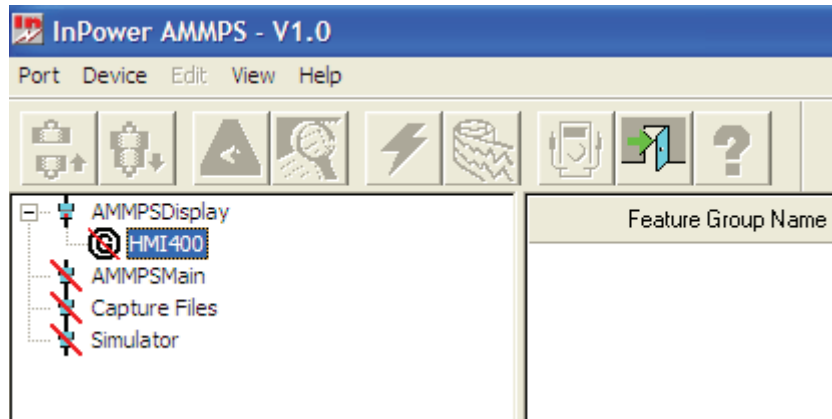 InPower AMMPS - V1.0
Port Device Edit View Help
AMMPSDisplay
HMI400
AMMPSMain
Capture Files
Simulator
Feature Group Name